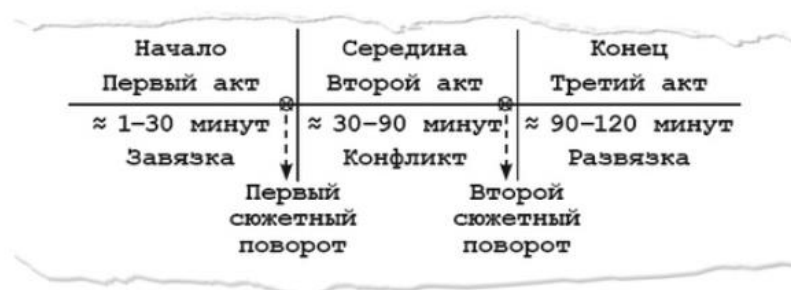 Начало Середина Конец
Первый акт Второй акт Третий акт
≈ 1–30 минут ≈ 30–90 минут ≈ 90–120 минут
Завязка Конфликт Развязка
Первый Второй
сюжетный сюжетный
поворот поворот